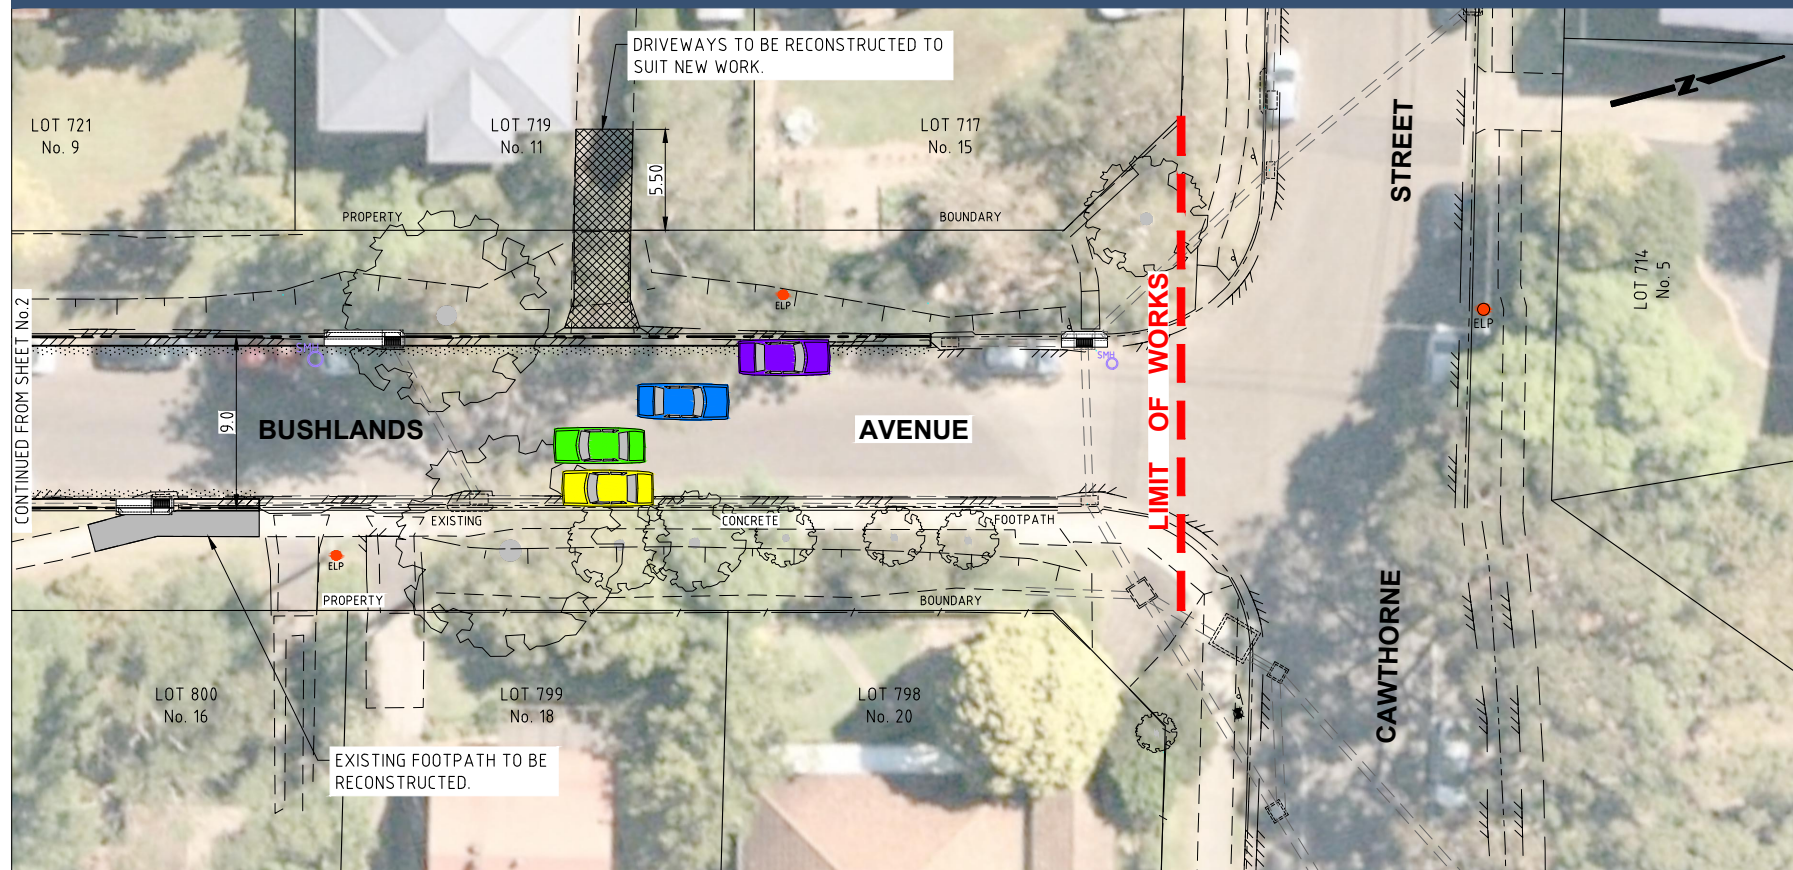 DRIVEWAYS TO BE RECONSTRUCTED TO
SUIT NEW WORK.
N
STREET
LOT 721
No. 9
LOT 719
No. 11
LOT 717
No. 15
5.50
PROPERTY
BOUNDARY
LOT 714
No. 5
ELP
ELP
CONTINUED FROM SHEET No.2
SMH
SMH
9.0
BUSHLANDS
AVENUE
LIMIT OF WORKS
EXISTING
CONCRETE
FOOTPATH
ELP
PROPERTY
BOUNDARY
CAWTHORNE
LOT 800
No. 16
LOT 799
No. 18
LOT 798
No. 20
EXISTING FOOTPATH TO BE
RECONSTRUCTED.